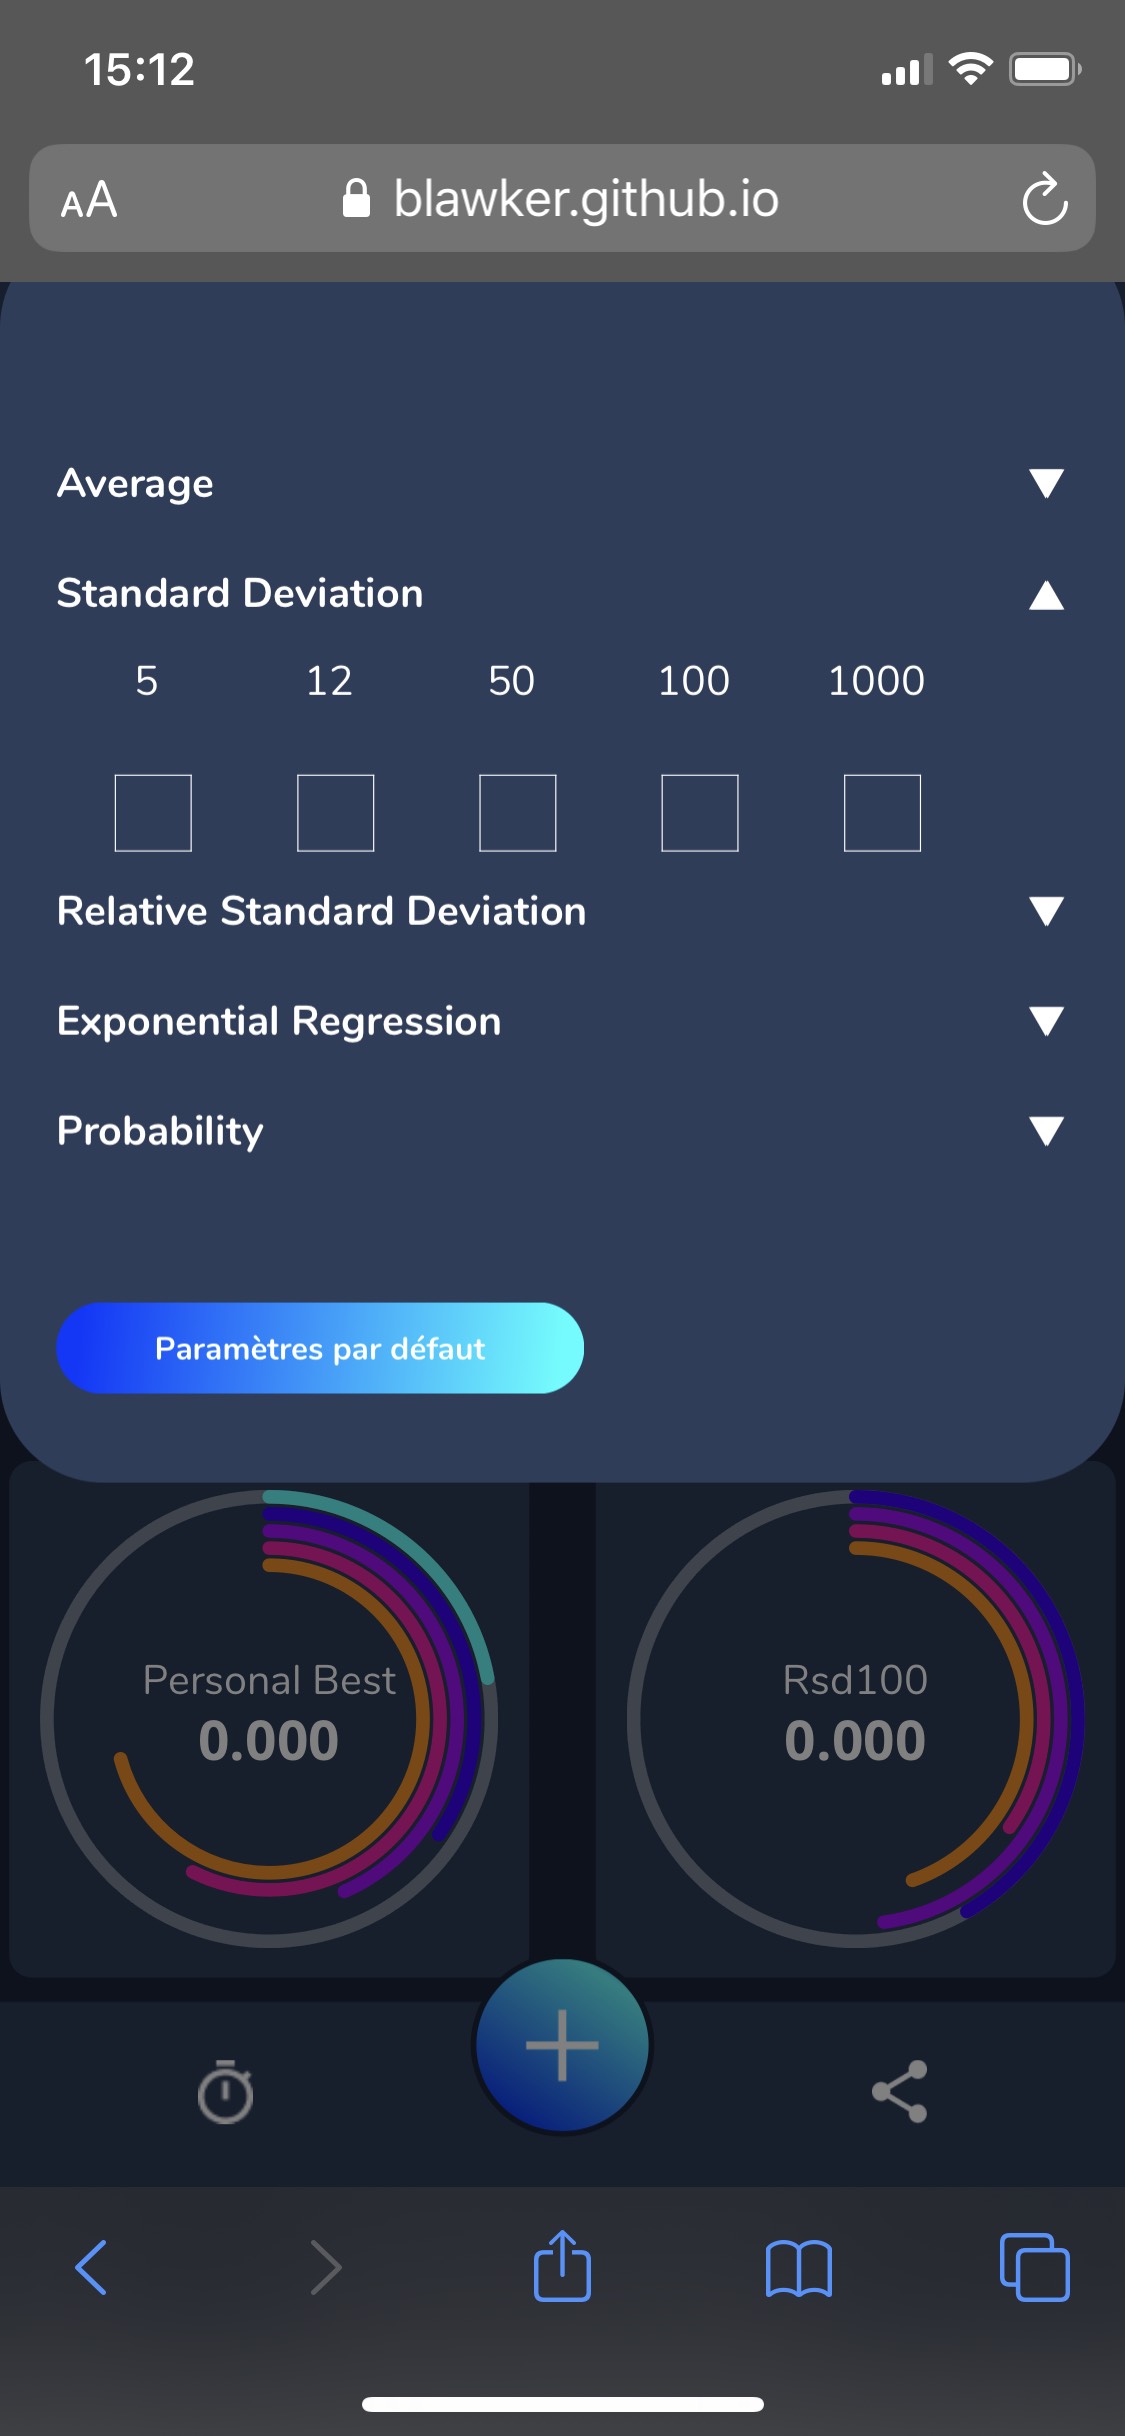 15:12
AA
blawker.github.io
Average
Standard Deviation
5 12 50 100 1000
Relative Standard Deviation
Exponential Regression
Probability
Paramètres par défaut
Personal Best
0.000
Rsd100
0.000